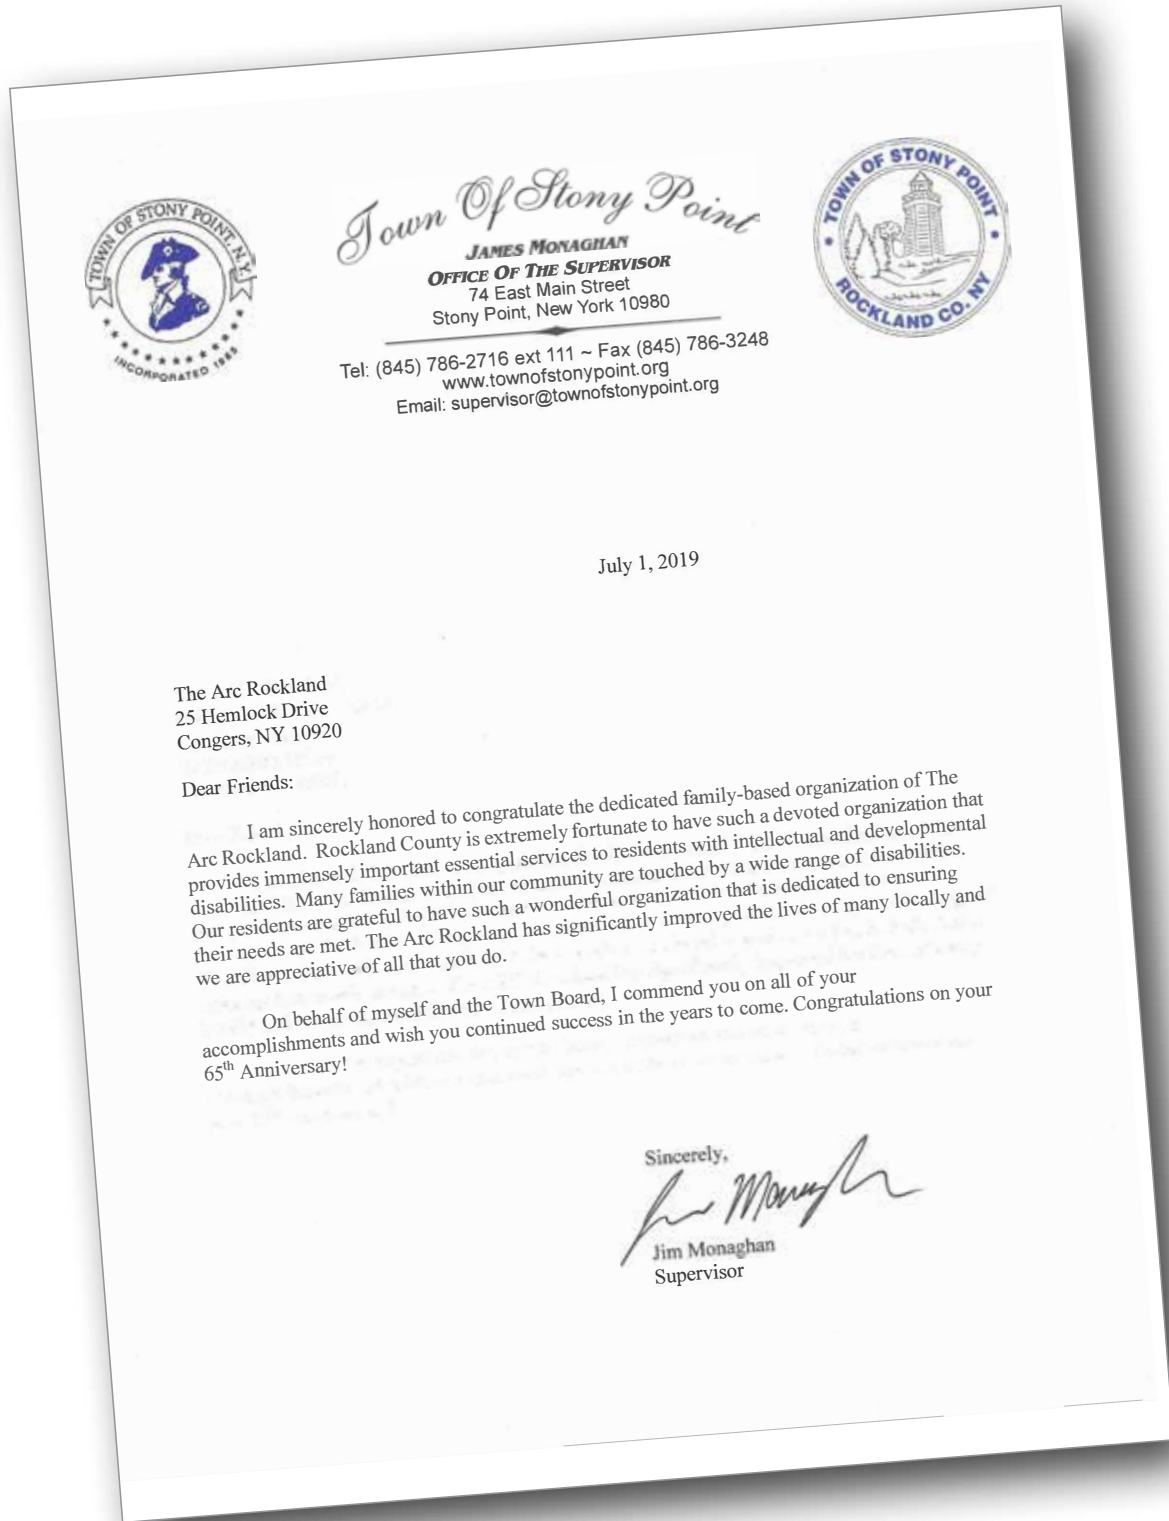 TOWN OF STONY POINT, N.Y.
INCORPORATED 1865
Town Of Stony Point
JAMES MONAGHAN
OFFICE OF THE SUPERVISOR
74 East Main Street
Stony Point, New York 10980
Tel: (845) 786-2716 ext 111 ~ Fax (845) 786-3248
www.townofstonypoint.org
Email: supervisor@townofstonypoint.org
TOWN OF STONY POINT
ROCKLAND CO. NY
July 1, 2019
The Arc Rockland
25 Hemlock Drive
Congers, NY 10920
Dear Friends:
I am sincerely honored to congratulate the dedicated family-based organization of The
Arc Rockland. Rockland County is extremely fortunate to have such a devoted organization that
provides immensely important essential services to residents with intellectual and developmental
disabilities. Many families within our community are touched by a wide range of disabilities.
Our residents are grateful to have such a wonderful organization that is dedicated to ensuring
their needs are met. The Arc Rockland has significantly improved the lives of many locally and
we are appreciative of all that you do.
On behalf of myself and the Town Board, I commend you on all of your
accomplishments and wish you continued success in the years to come. Congratulations on your
65th Anniversary!
Sincerely,
Jim Monaghan
Supervisor